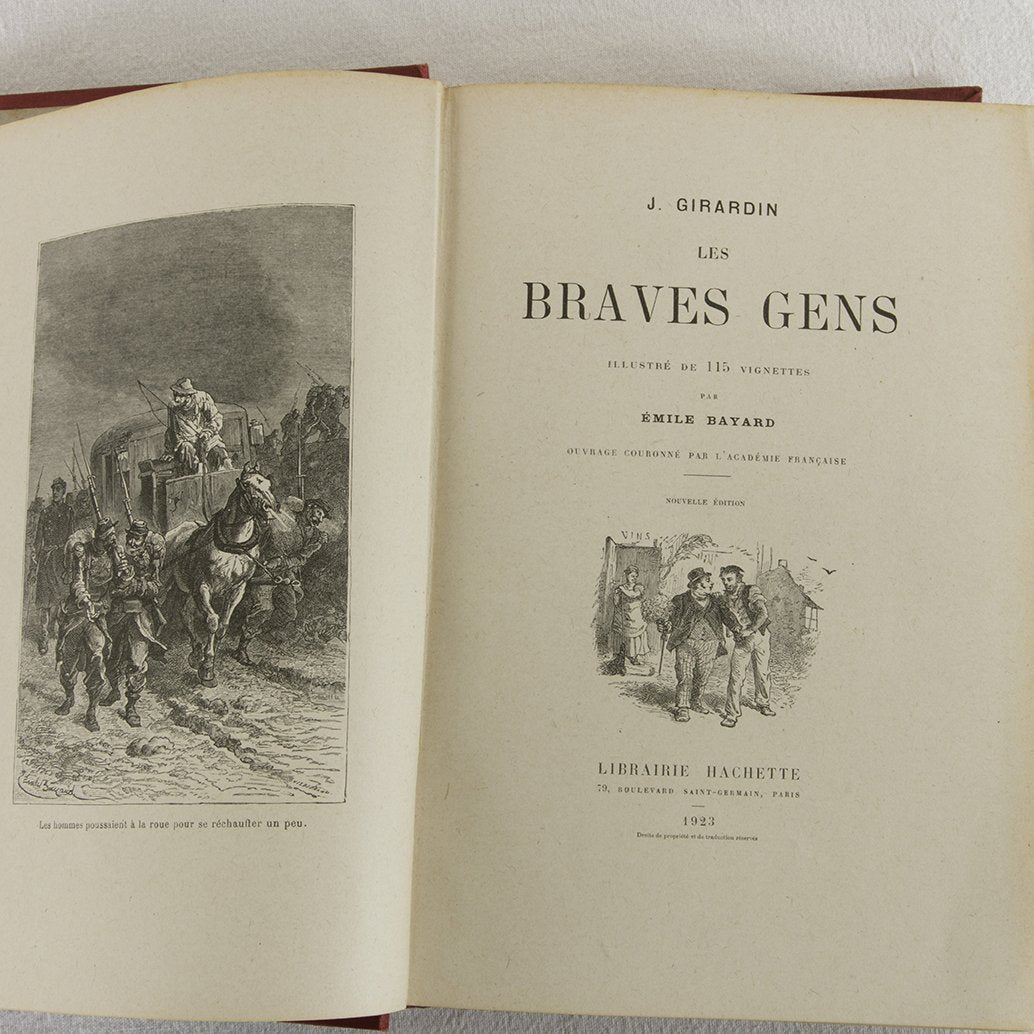 Emile Bayard
Les hommes poussaient à la roue pour se réchauffer un peu.
J. GIRARDIN
LES
BRAVES GENS
ILLUSTRÉ DE 115 VIGNETTES
PAR
ÉMILE BAYARD
OUVRAGE COURONNÉ PAR L'ACADÉMIE FRANÇAISE
NOUVELLE ÉDITION
VINS
LIBRAIRIE HACHETTE
79, BOULEVARD SAINT-GERMAIN, PARIS
1923
Droits de propriété et de traduction réservés